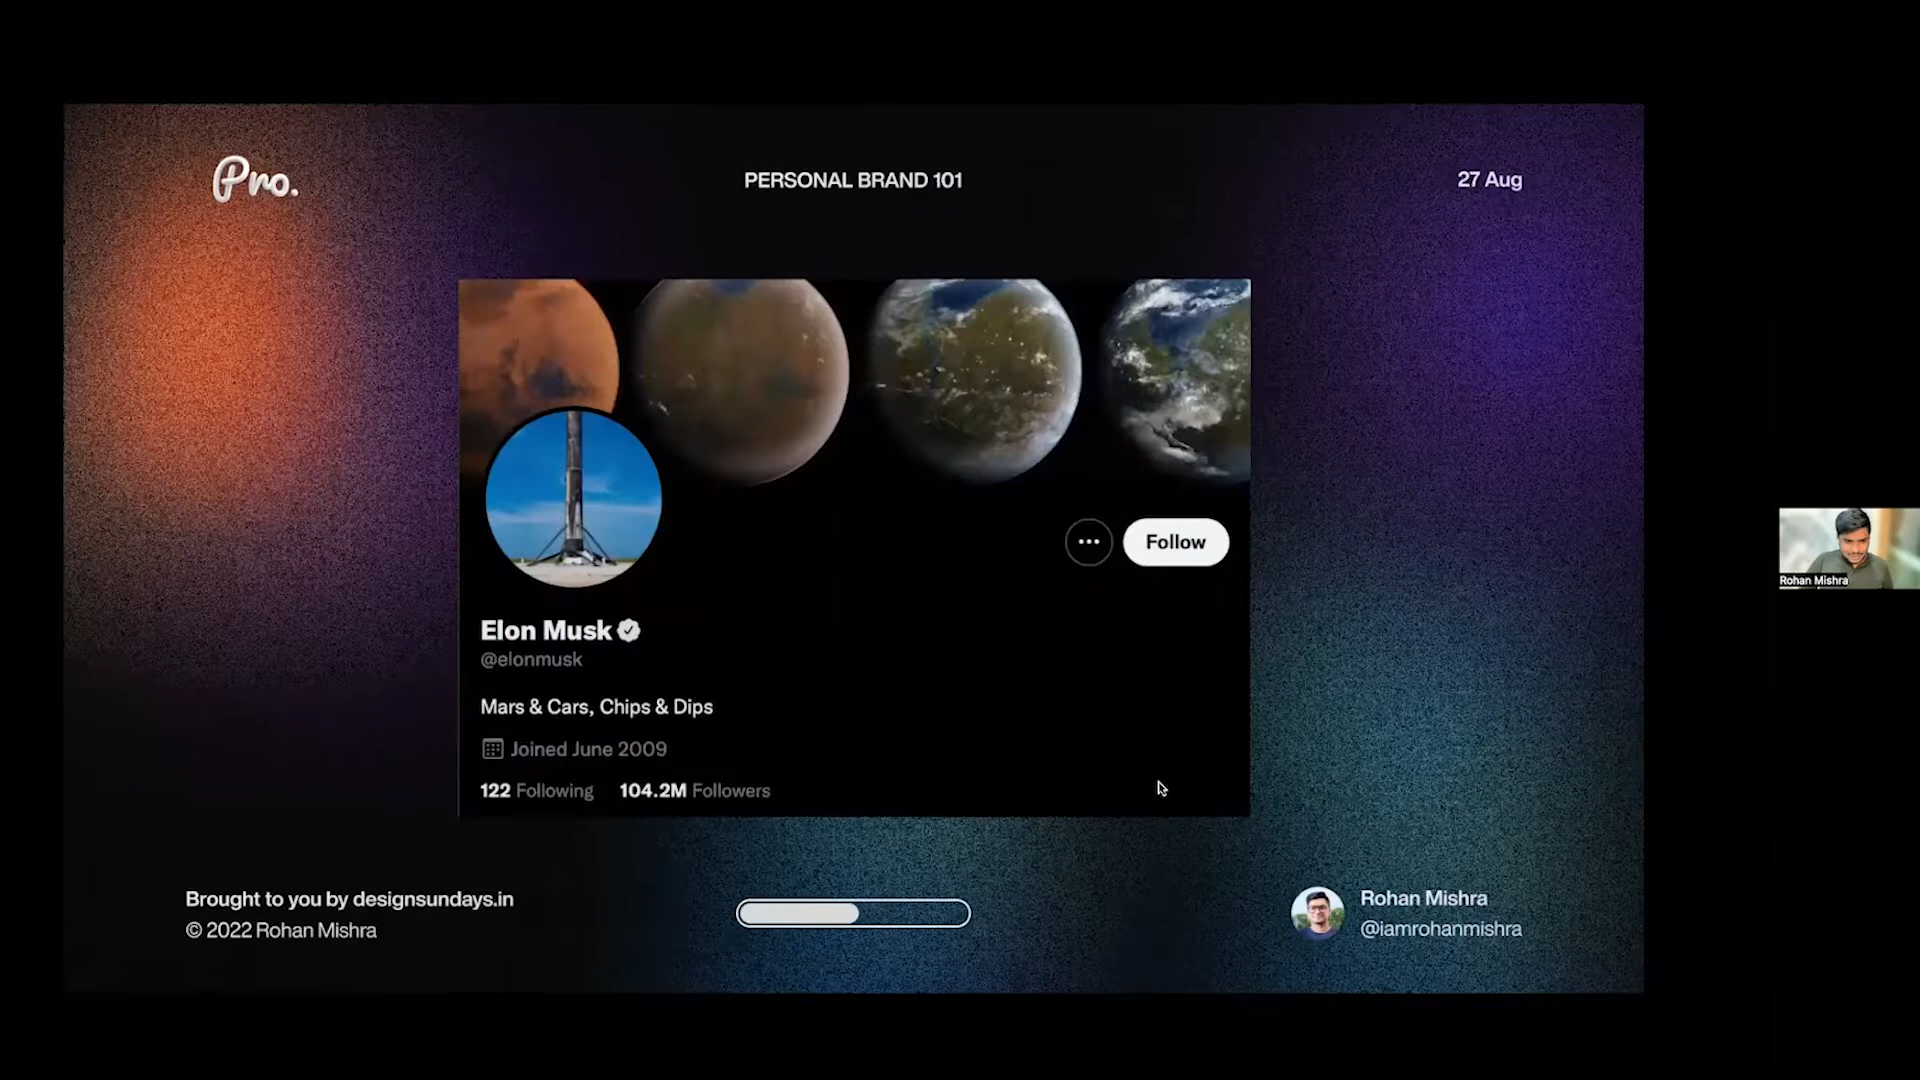 Pro.
PERSONAL BRAND 101
27 Aug
Follow
Elon Musk
@elonmusk
Mars & Cars, Chips & Dips
Joined June 2009
122 Following 104.2M Followers
Brought to you by designsundays.in
© 2022 Rohan Mishra
Rohan Mishra
@iamrohanmishra
Rohan Mishra